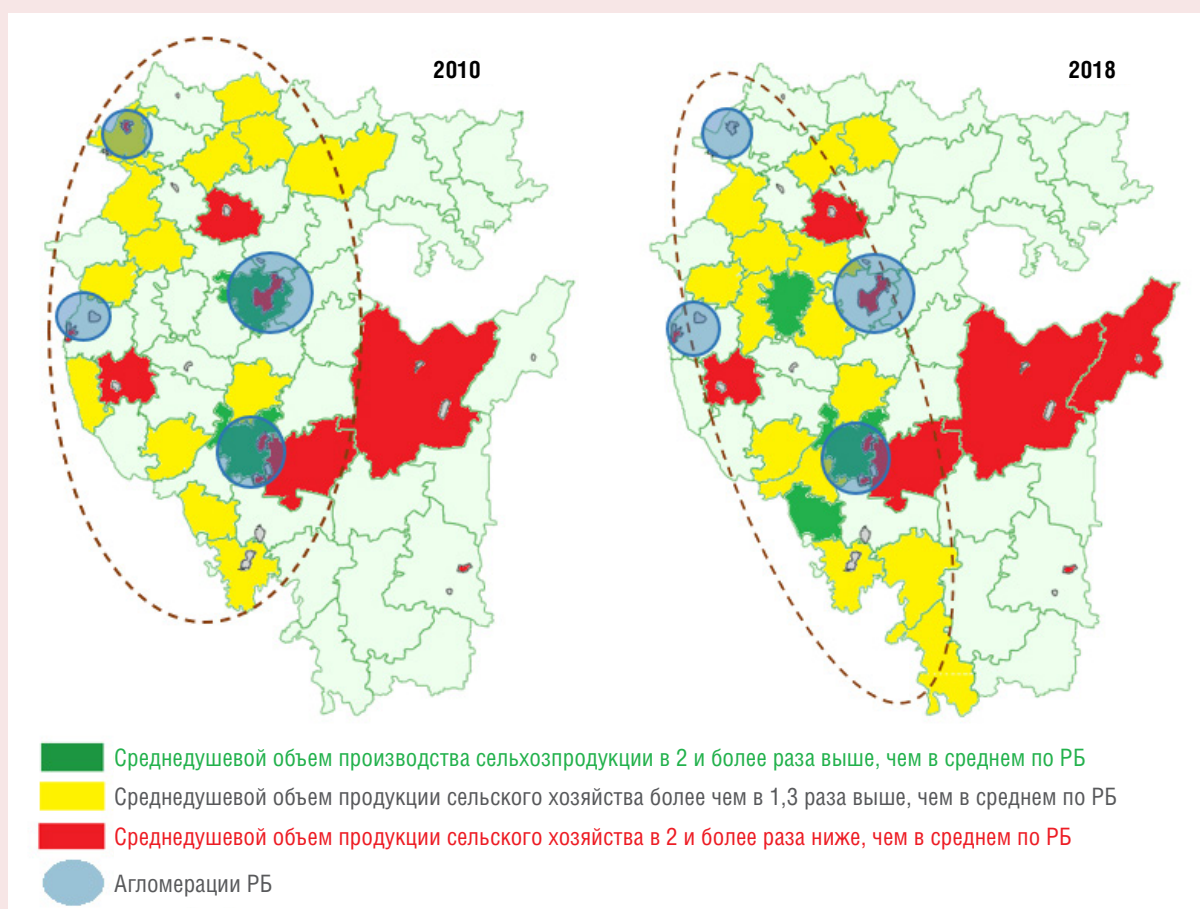 2010
2018
Среднедушевой объем производства сельхозпродукции в 2 и более раза выше, чем в среднем по РБ
Среднедушевой объем продукции сельского хозяйства более чем в 1,3 раза выше, чем в среднем по РБ
Среднедушевой объем продукции сельского хозяйства в 2 и более раза ниже, чем в среднем по РБ
Агломерации РБ